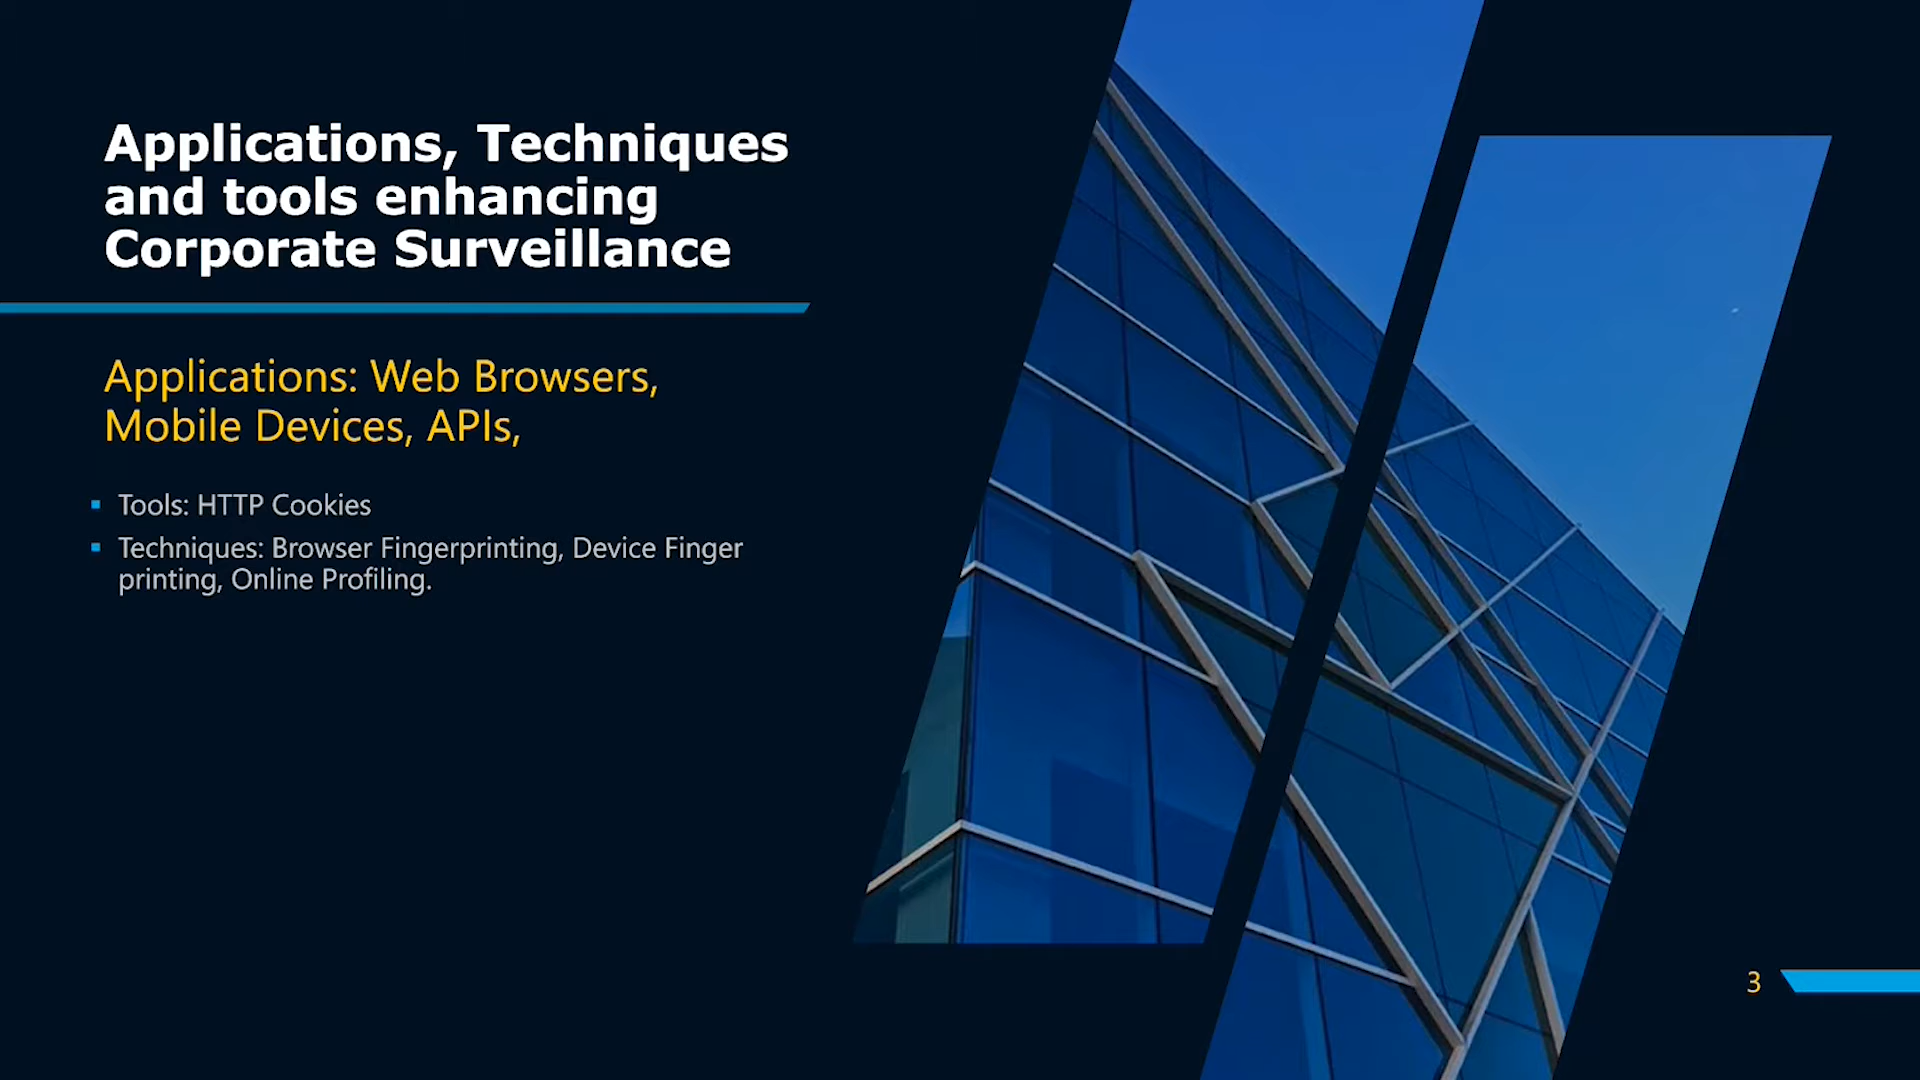 Applications, Techniques
and tools enhancing
Corporate Surveillance
Applications: Web Browsers,
Mobile Devices, APIs,
Tools: HTTP Cookies
Techniques: Browser Fingerprinting, Device Finger
printing, Online Profiling.
3